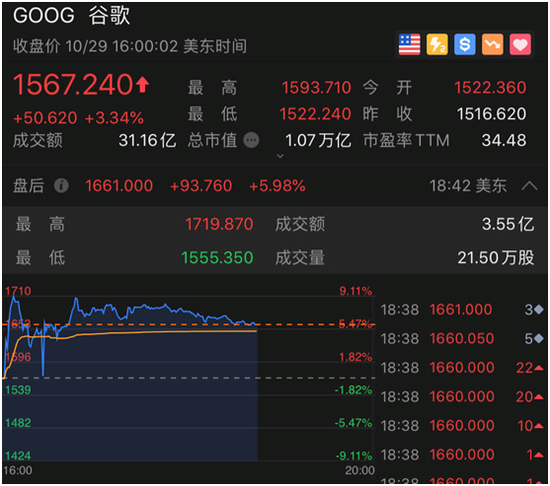 GOOG 谷歌
收盘价 10/29 16:00:02 美东时间
1567.240 最高 1593.710 今开 1522.360
+50.620 +3.34% 最低 1522.240 昨收 1516.620
成交额 31.16亿 总市值 1.07万亿 市盈率TTM 34.48
盘后 1661.000 +93.760 +5.98% 18:42 美东
最高 1719.870 成交额 3.55亿
最低 1555.350 成交量 21.50万股
1710 9.11%
1653 5.47%
1596 1.82%
1539 -1.82%
1482 -5.47%
1424 -9.11%
16:00 20:00
18:38 1661.000 3
18:38 1660.050 5
18:38 1660.000 22
18:38 1660.000 20
18:38 1660.000 10
18:38 1660.000 1
18:38 1660.000 1